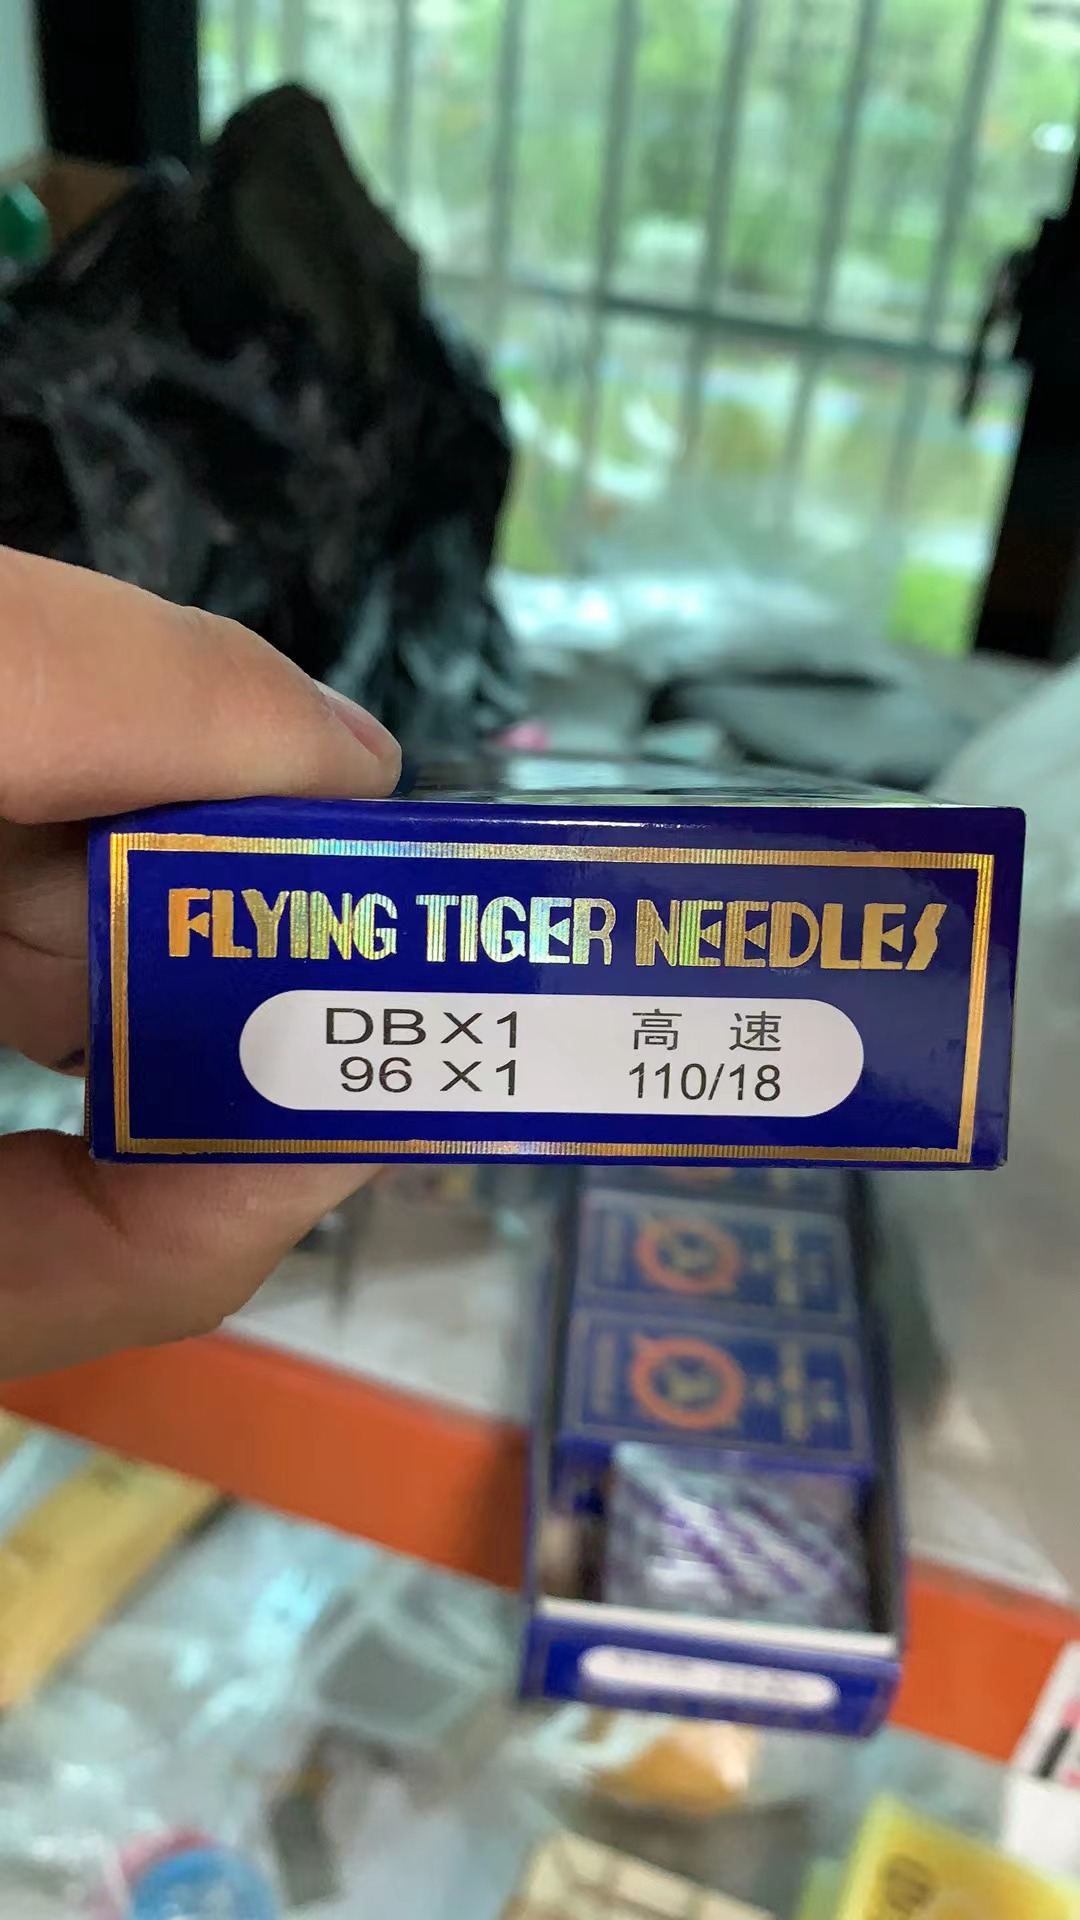 FLYING TIGER NEEDLES
DB X 1 高 速
96 X 1 110/18